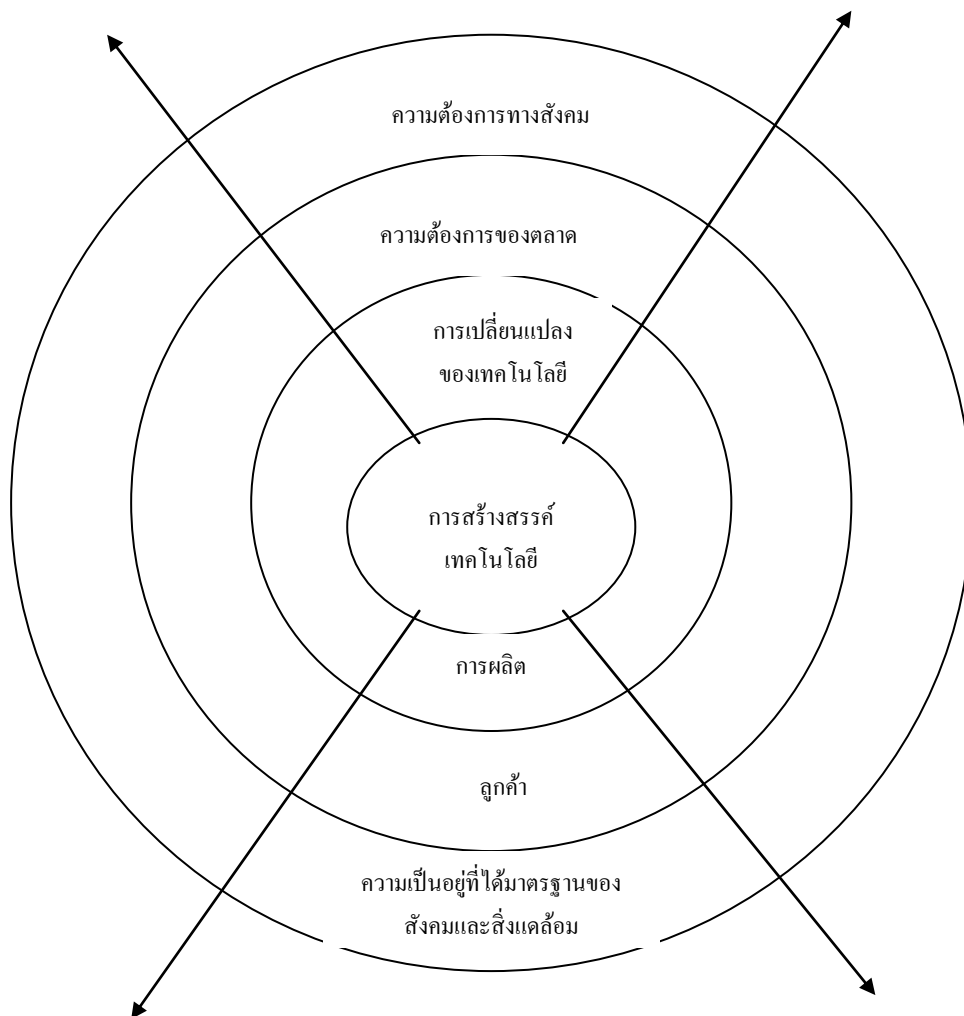 ความต้องการทางสังคม
ความต้องการของตลาด
การเปลี่ยนแปลง
ของเทคโนโลยี
การสร้างสรรค์
เทคโนโลยี
การผลิต
ลูกค้า
ความเป็นอยู่ที่ได้มาตรฐานของ
สังคมและสิ่งแดล้อม